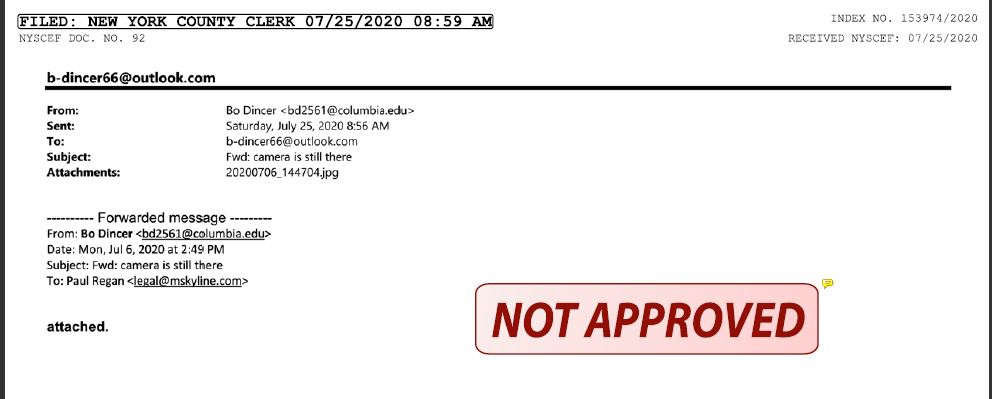 FILED: NEW YORK COUNTY CLERK 07/25/2020 08:59 AM
INDEX NO. 153974/2020
NYSCEF DOC. NO. 92
RECEIVED NYSCEF: 07/25/2020
b-dincer66@outlook.com
From: Bo Dincer <bd2561@columbia.edu>
Sent: Saturday, July 25, 2020 8:56 AM
To: b-dincer66@outlook.com
Subject: Fwd: camera is still there
Attachments: 20200706_144704.jpg
---------- Forwarded message ---------
From: Bo Dincer <bd2561@columbia.edu>
Date: Mon, Jul 6, 2020 at 2:49 PM
Subject: Fwd: camera is still there
To: Paul Regan <legal@mskyline.com>
attached.
NOT APPROVED